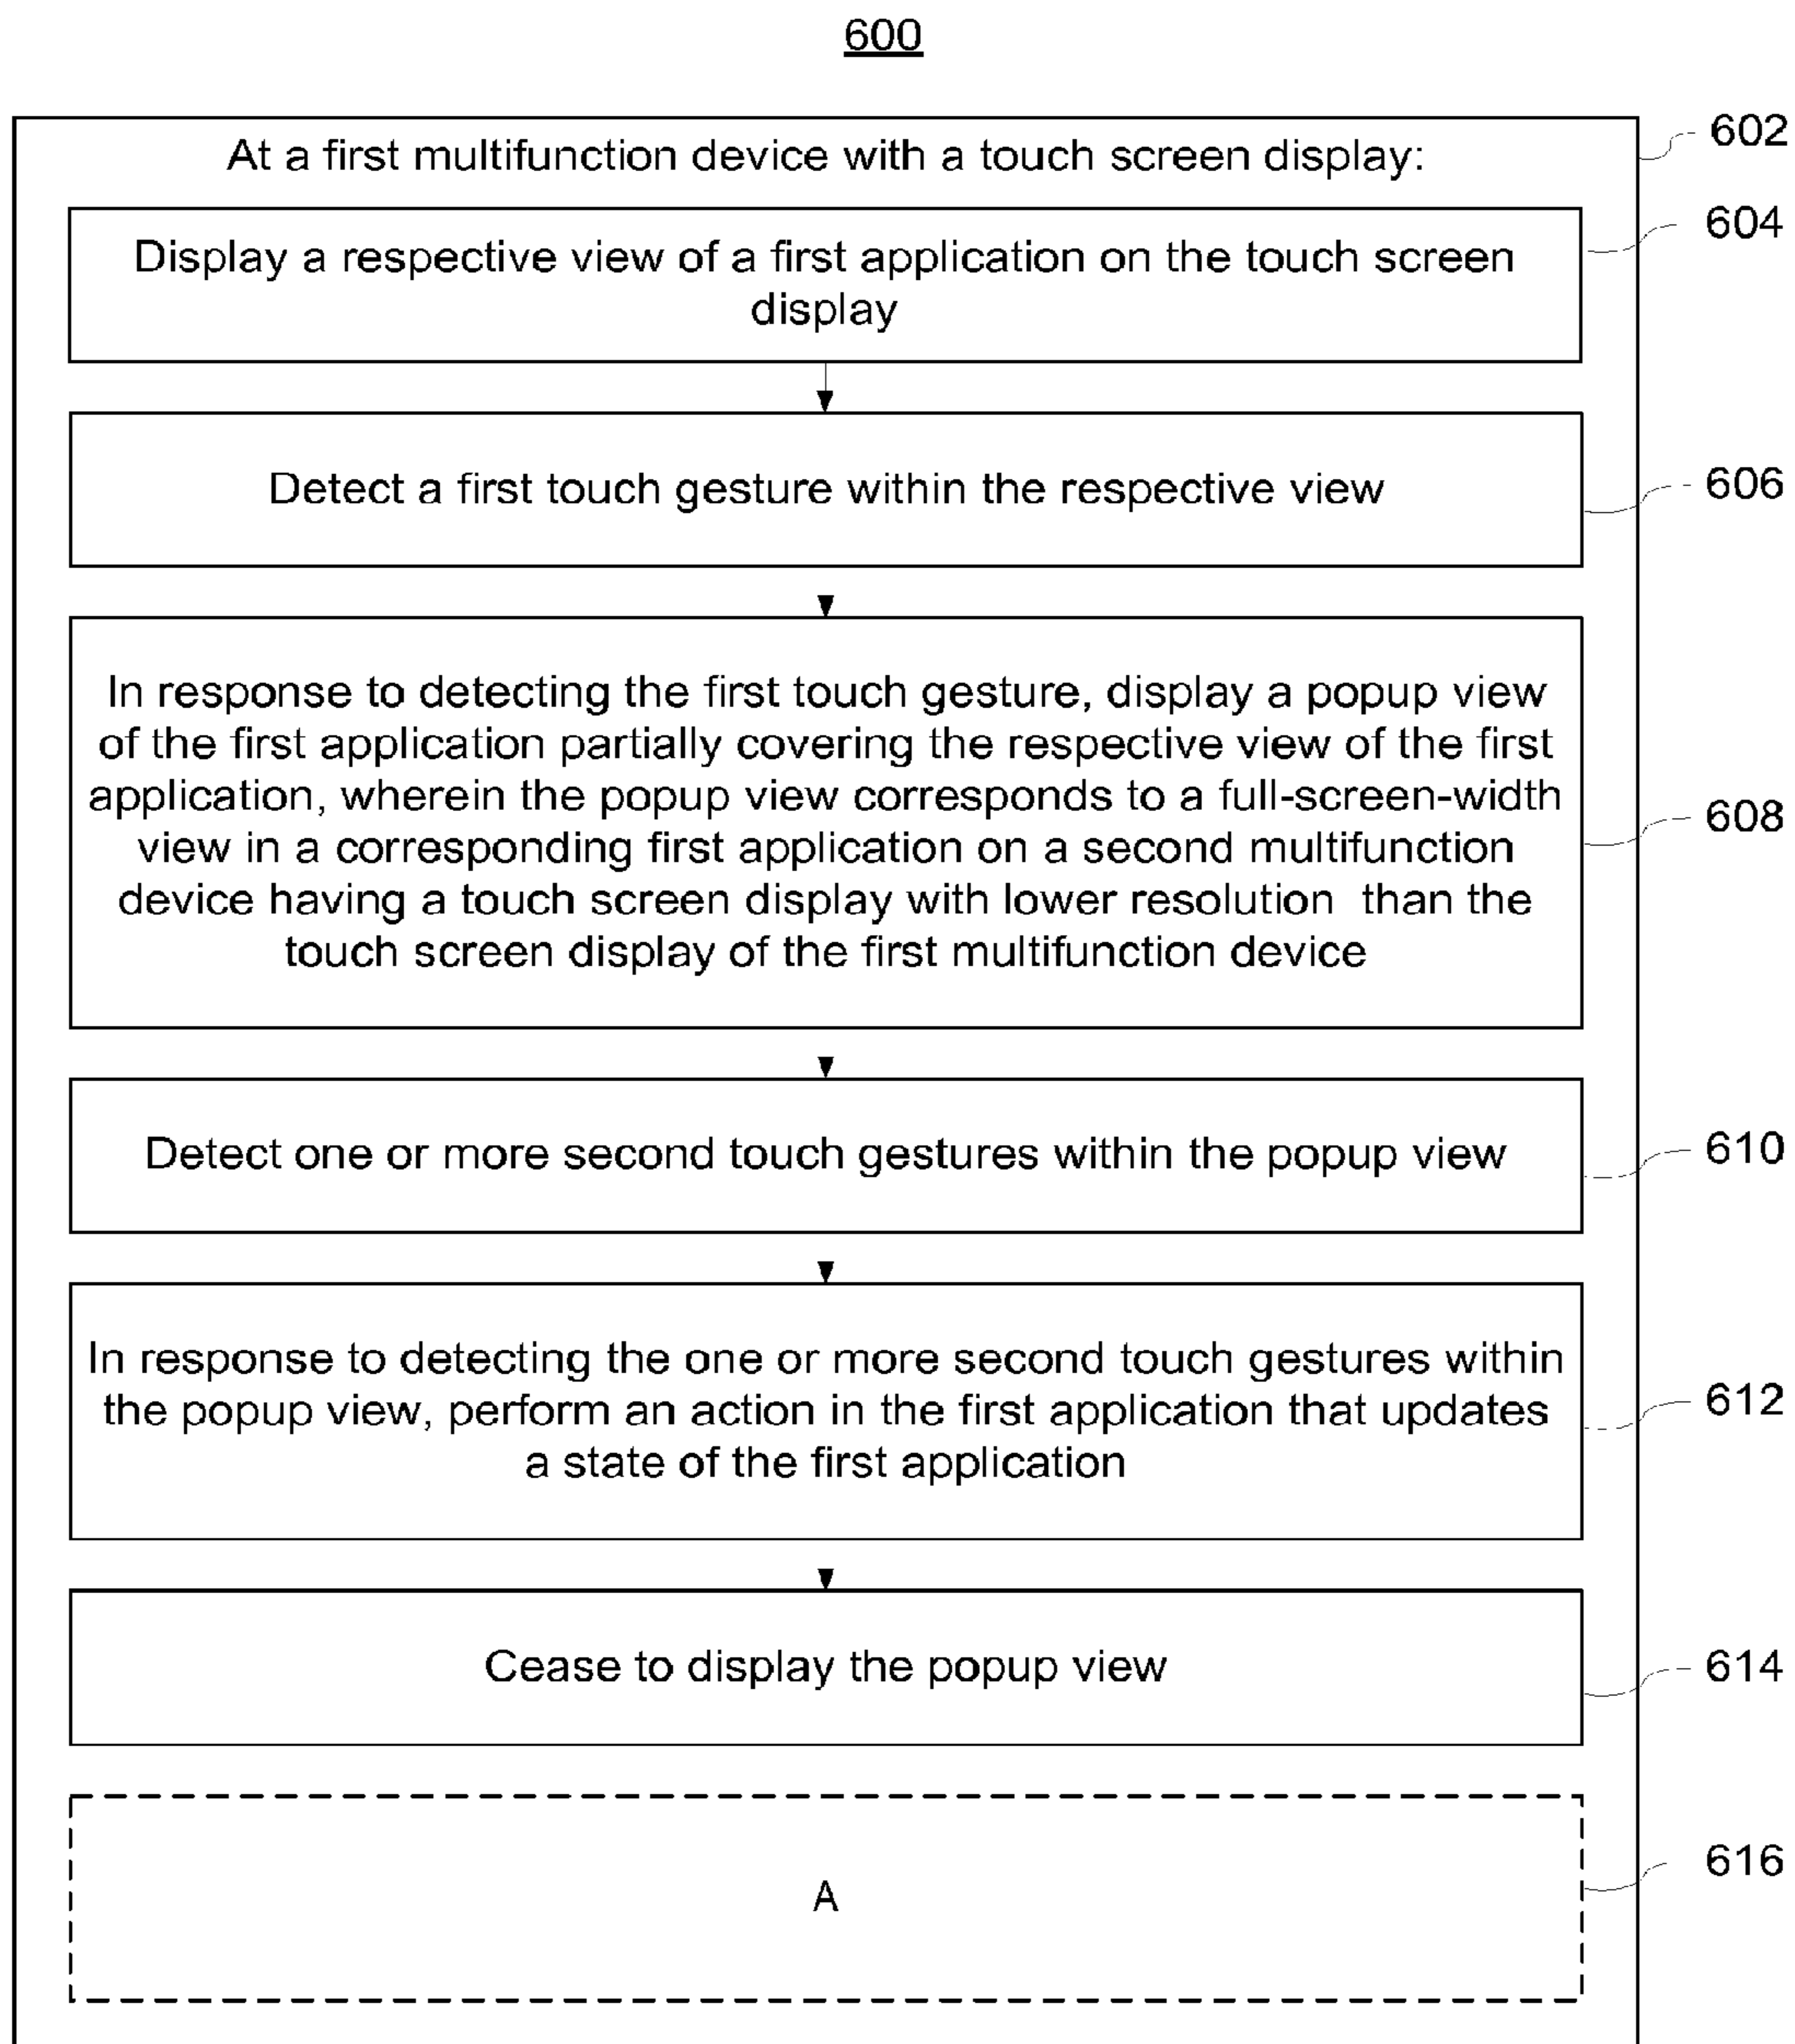 600
602
At a first multifunction device with a touch screen display:
604
Display a respective view of a first application on the touch screen
display
Detect a first touch gesture within the respective view
606
In response to detecting the first touch gesture, display a popup view
of the first application partially covering the respective view of the first
application, wherein the popup view corresponds to a full-screen-width
view in a corresponding first application on a second multifunction
device having a touch screen display with lower resolution than the
touch screen display of the first multifunction device
608
Detect one or more second touch gestures within the popup view
610
In response to detecting the one or more second touch gestures within
the popup view, perform an action in the first application that updates
a state of the first application
612
Cease to display the popup view
614
A
616